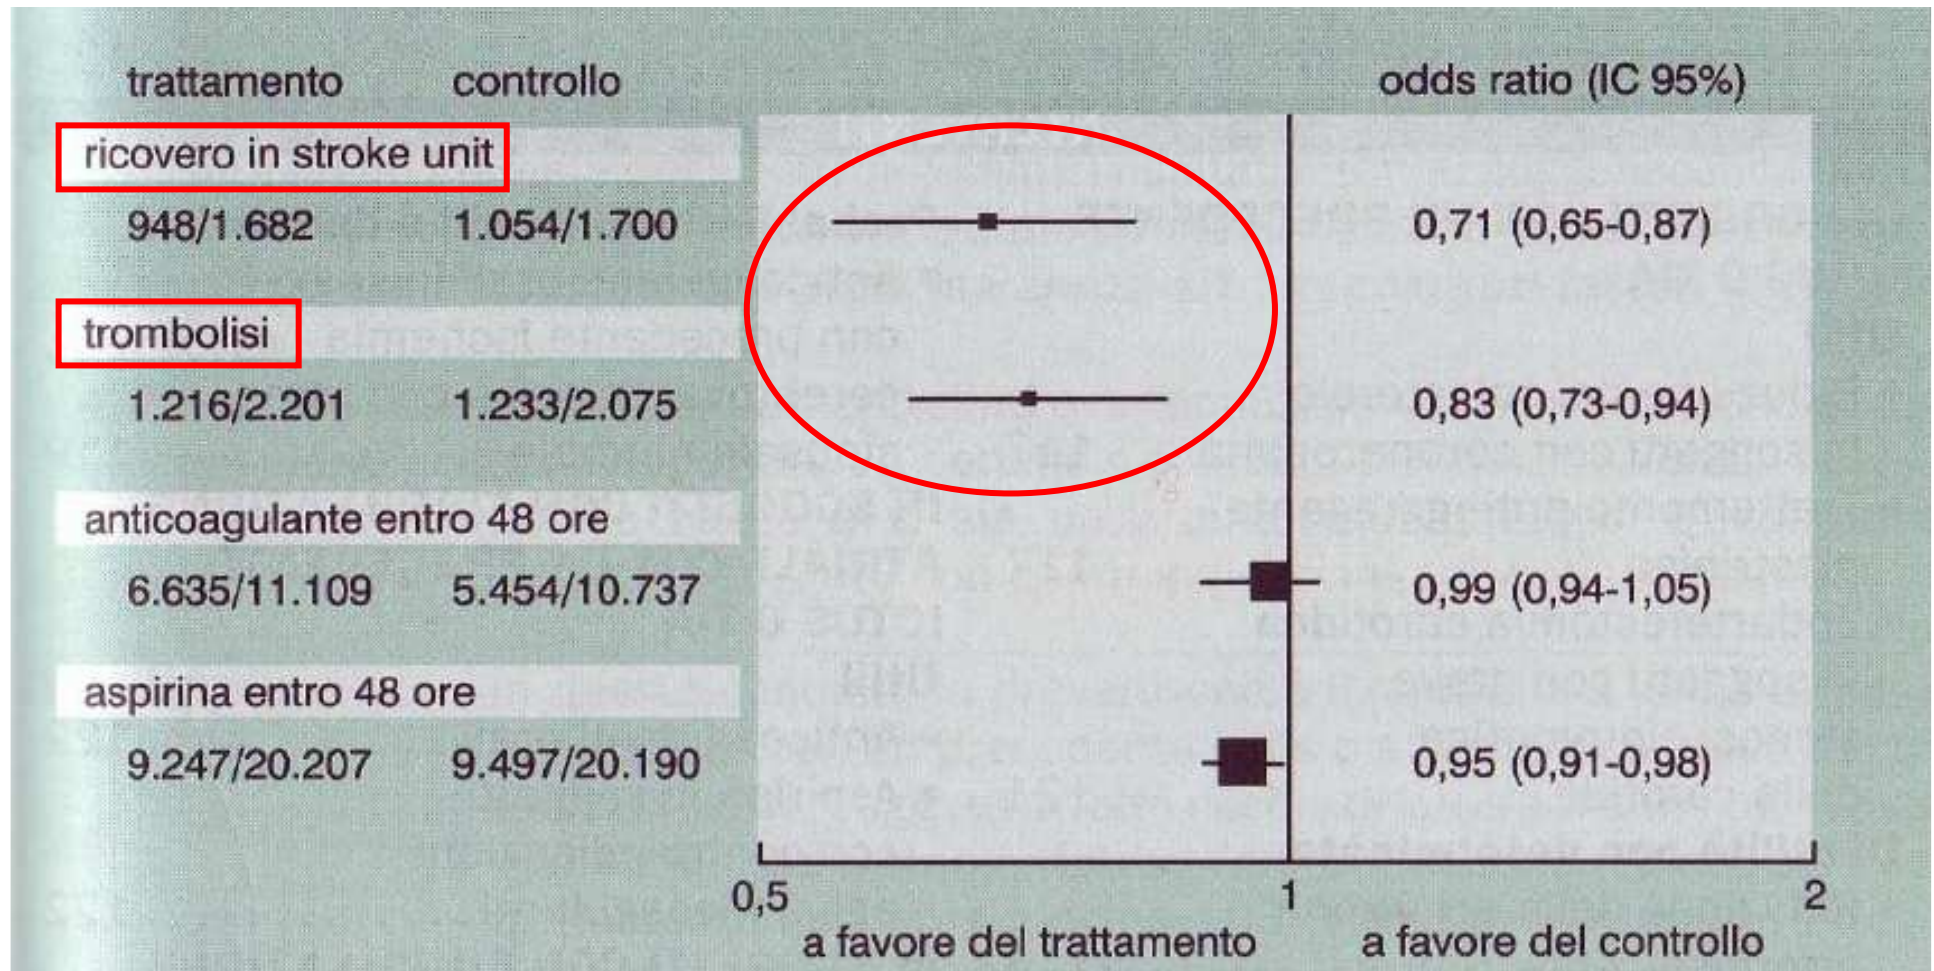 trattamento controllo odds ratio (IC 95%)
ricovero in stroke unit
948/1.682 1.054/1.700 0,71 (0,65-0,87)
trombolisi
1.216/2.201 1.233/2.075 0,83 (0,73-0,94)
anticoagulante entro 48 ore
6.635/11.109 5.454/10.737 0,99 (0,94-1,05)
aspirina entro 48 ore
9.247/20.207 9.497/20.190 0,95 (0,91-0,98)
0,5 1 2
a favore del trattamento a favore del controllo